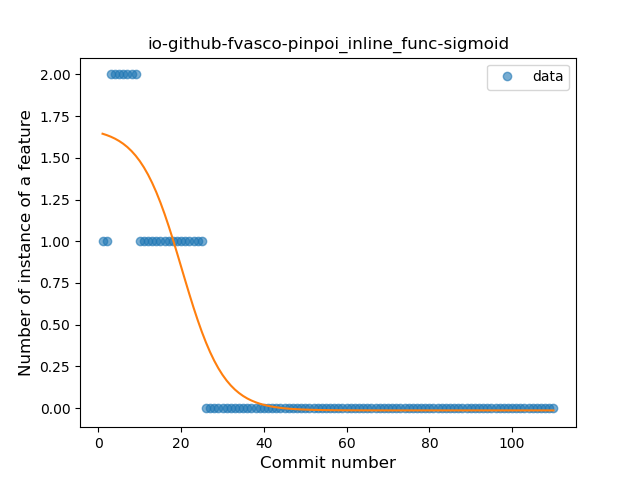 io-github-fvasco-pinpoi_inline_func-sigmoid
data
Number of instance of a feature
2.00
1.75
1.50
1.25
1.00
0.75
0.50
0.25
0.00
0 20 40 60 80 100
Commit number